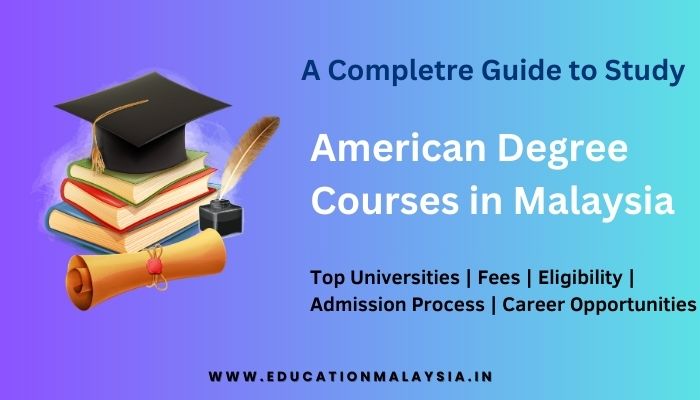 A Completre Guide to Study
American Degree
Courses in Malaysia
Top Universities | Fees | Eligibility |
Admission Process | Career Opportunities
WWW.EDUCATIONMALAYSIA.IN